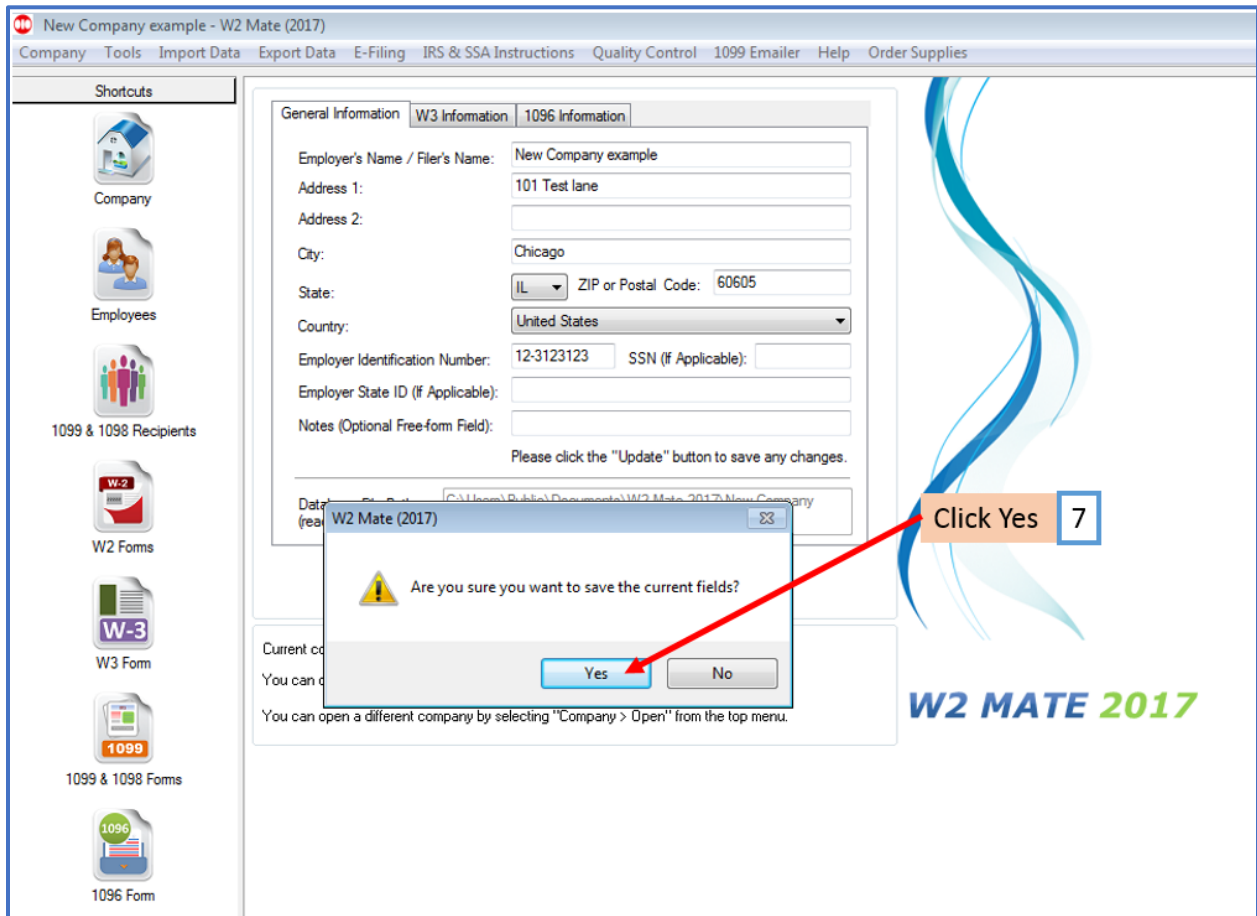 New Company example - W2 Mate (2017)
Company Tools Import Data Export Data E-Filing IRS & SSA Instructions Quality Control 1099 Emailer Help Order Supplies
Shortcuts
Company
Employees
1099 & 1098 Recipients
W-2
W2 Forms
W-3
W3 Form
1099
1099 & 1098 Forms
1096
1096 Form
General Information W3 Information 1096 Information
Employer's Name / Filer's Name: New Company example
Address 1: 101 Test lane
Address 2:
City: Chicago
State: IL ZIP or Postal Code: 60605
Country: United States
Employer Identification Number: 12-3123123 SSN (If Applicable):
Employer State ID (If Applicable):
Notes (Optional Free-form Field):
Please click the "Update" button to save any changes.
W2 Mate (2017)
Are you sure you want to save the current fields?
Yes No
Click Yes 7
Current
You can
You can open a different company by selecting "Company > Open" from the top menu.
W2 MATE 2017